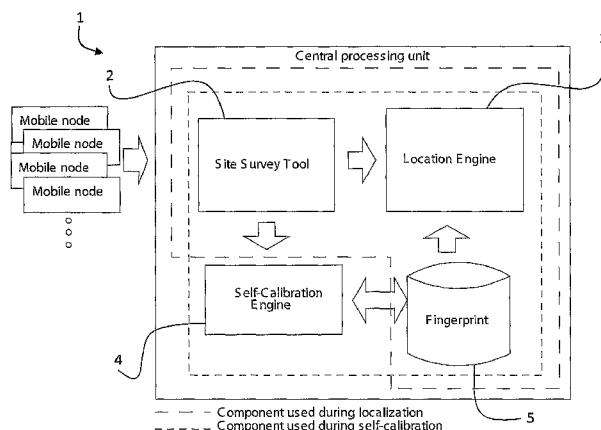 1
Central processing unit
2
3
Mobile node
Mobile node
Mobile node
Mobile node
Site Survey Tool
Location Engine
Self-Calibration
Engine
Fingerprint
4
5
Component used during localization
Component used during self-calibration